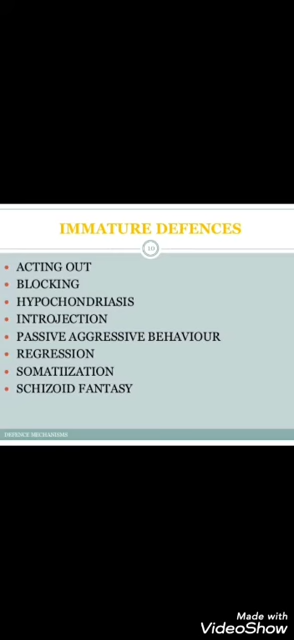 IMMATURE DEFENCES
10
ACTING OUT
BLOCKING
HYPOCHONDRIASIS
INTROJECTION
PASSIVE AGGRESSIVE BEHAVIOUR
REGRESSION
SOMATIIZATION
SCHIZOID FANTASY
DEFENCE MECHANISMS
Made with
VideoShow